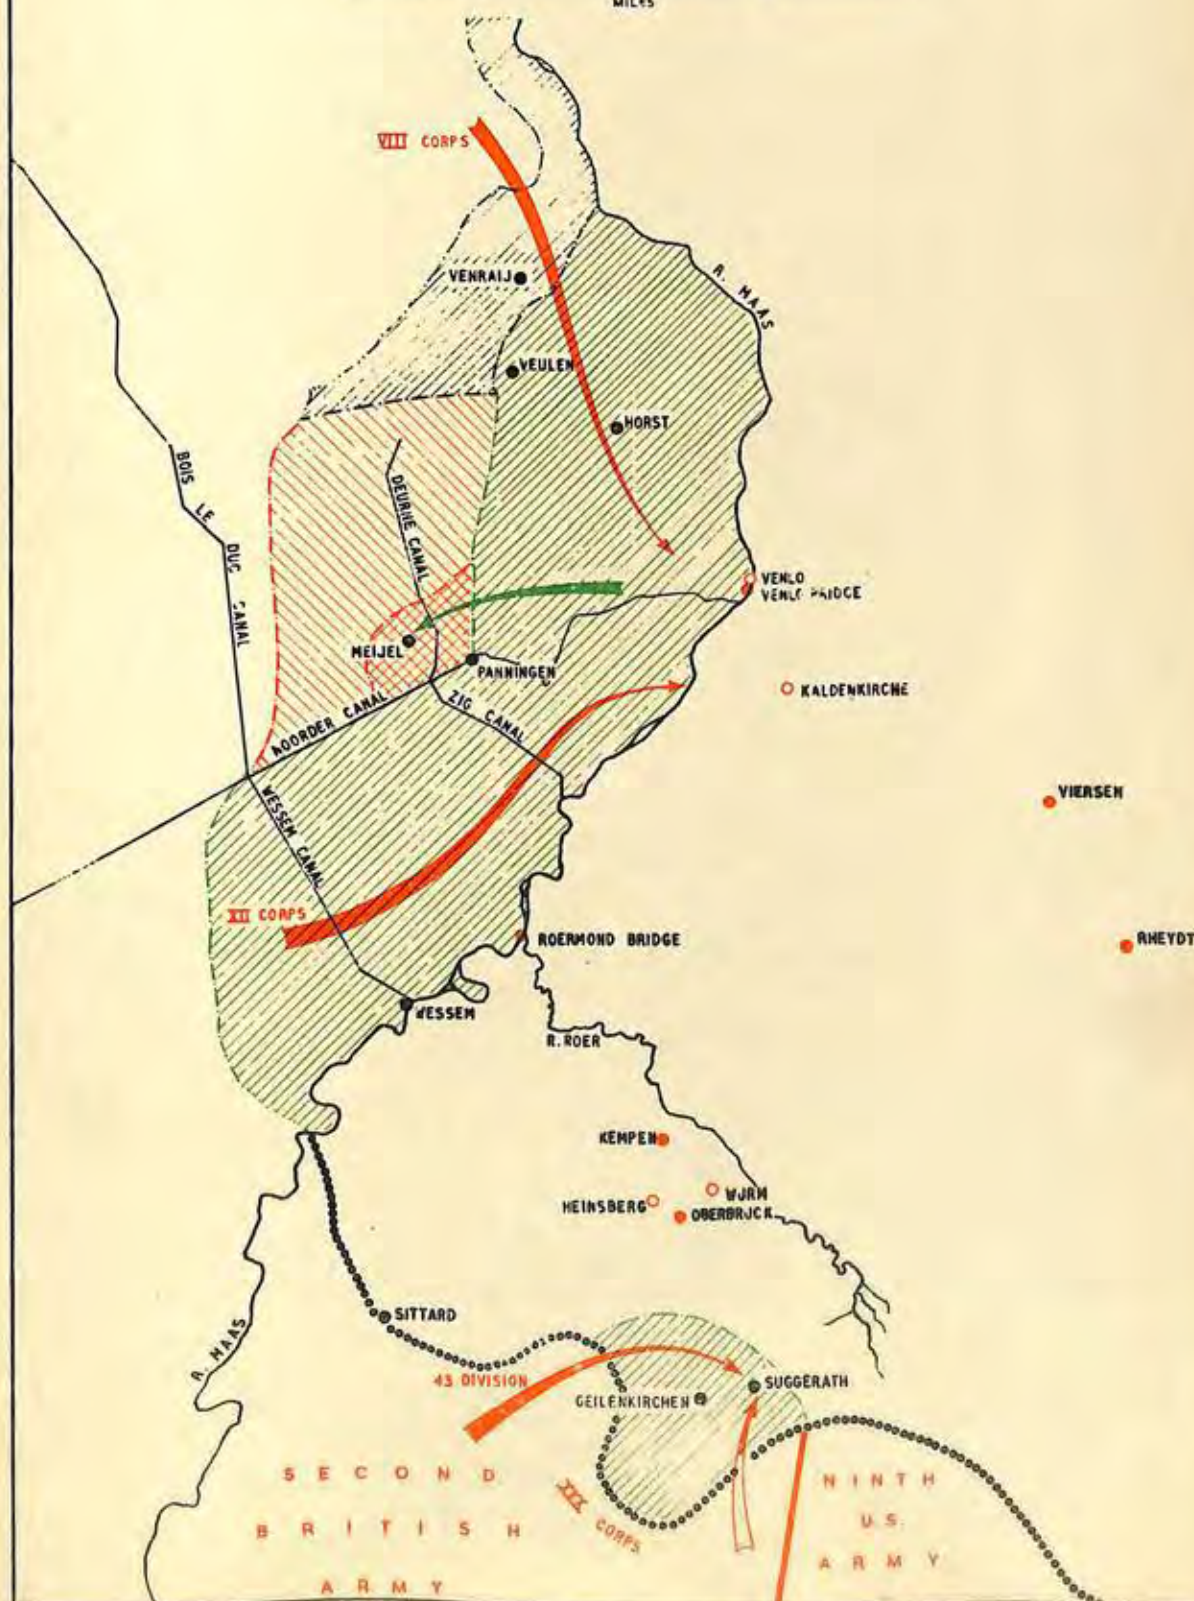 MILES
VIII CORPS
R. MAAS
VENRAIJ
VEULEN
HORST
BOIS LE DUC CANAL
DEURNE CANAL
VENLO
VENLO BRIDGE
MEIJEL
PANNINGEN
KALDENKIRCHE
NOORDER CANAL
ZIG CANAL
WESSEM CANAL
VIERSEN
XII CORPS
ROERMOND BRIDGE
RHEYDT
WESSEM
R. ROER
KEMPEN
WURM
HEINSBERG
OBERBRUCK
SITTARD
R. MAAS
43 DIVISION
SUGGERATH
GEILENKIRCHEN
SECOND
BRITISH
ARMY
CORPS
NINTH
U.S.
ARMY